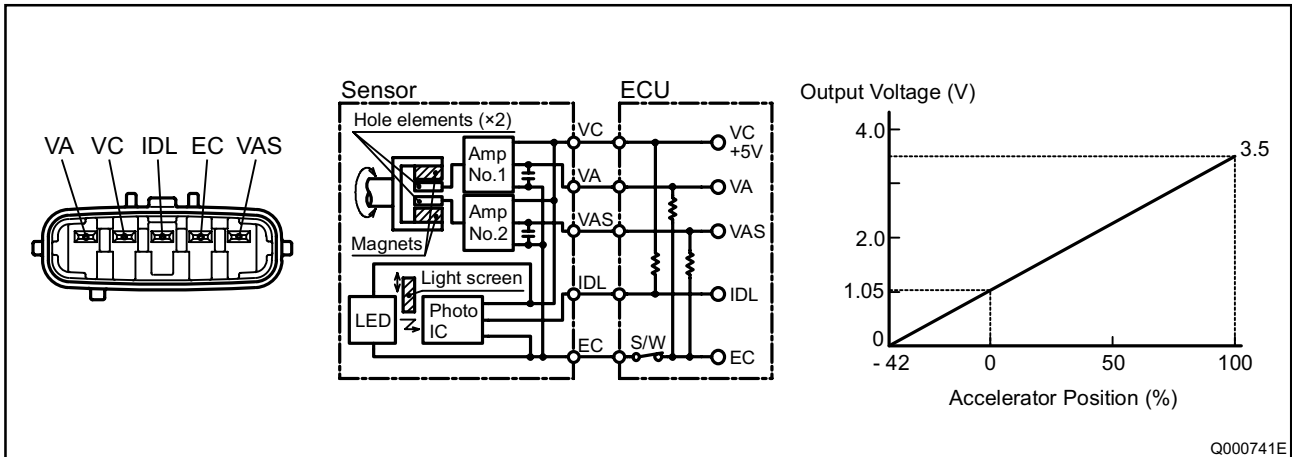 VA VC IDL EC VAS
Sensor
Hole elements (×2)
Amp
No.1
Amp
No.2
Magnets
Light screen
LED
Photo
IC
VC
VA
VAS
IDL
EC
ECU
VC
+5V
VA
VAS
IDL
S/W
EC
Output Voltage (V)
4.0
3.5
2.0
1.05
0
- 42
0
50
100
Accelerator Position (%)
Q000741E